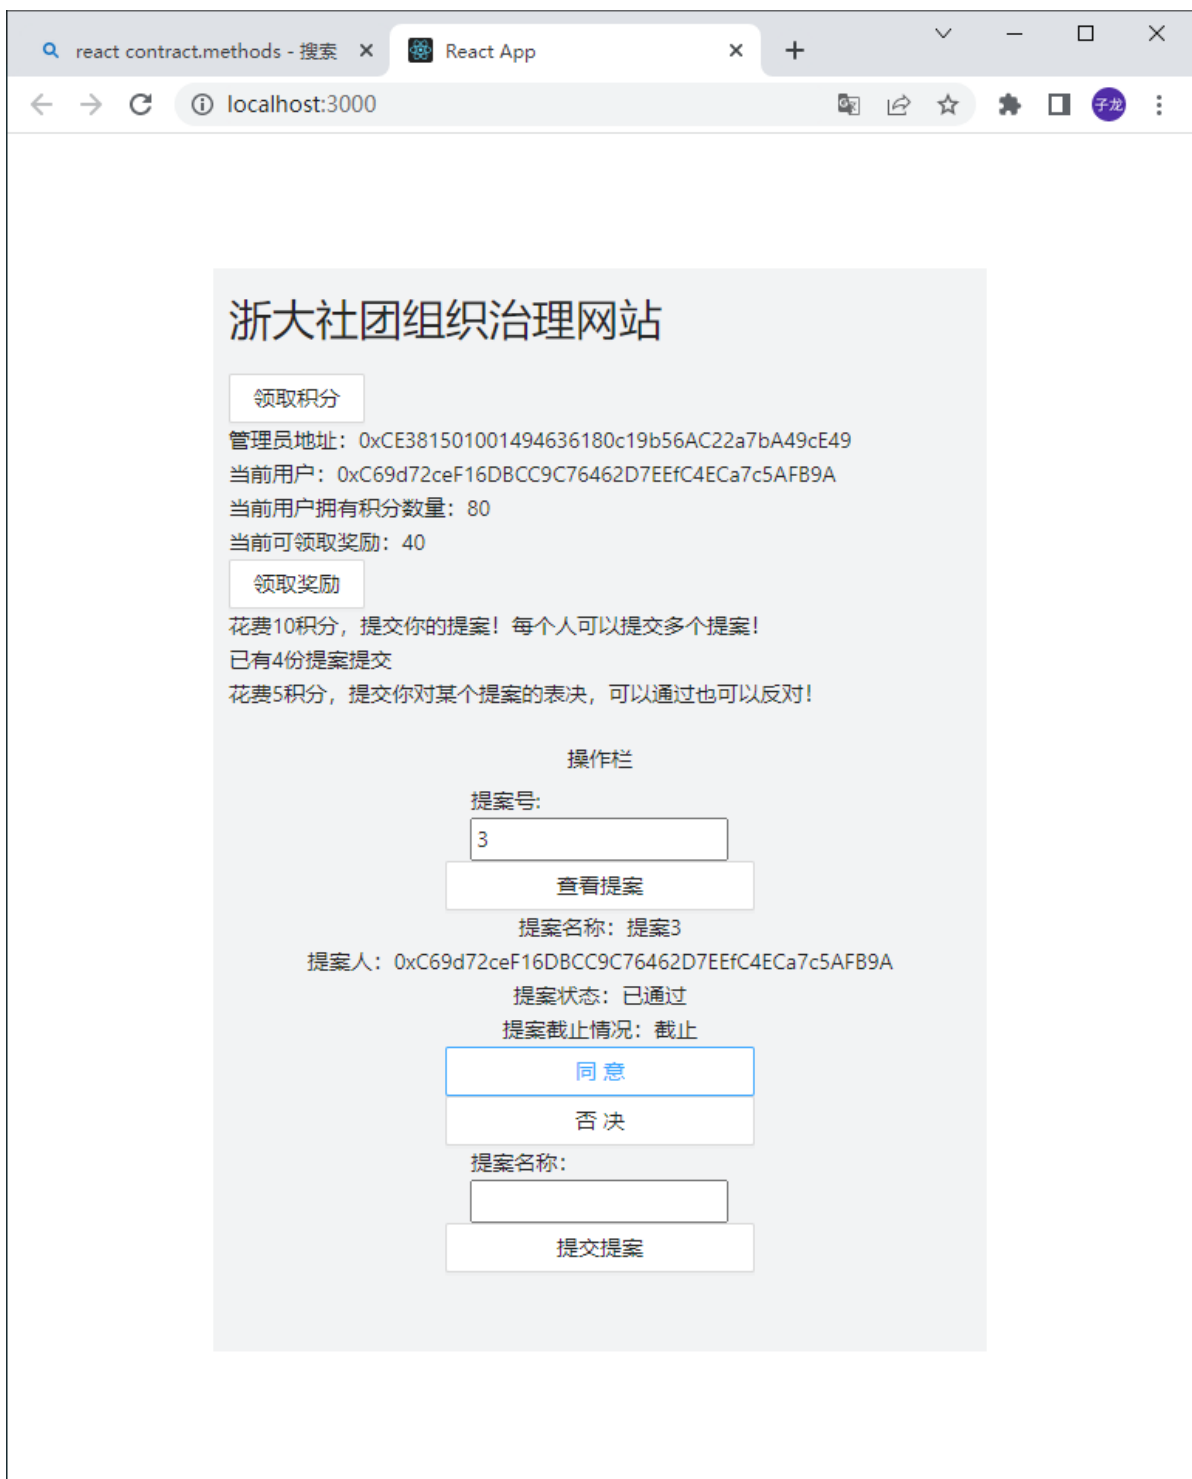 react contract.methods - 搜索
React App
localhost:3000
子龙
浙大社团组织治理网站
领取积分
管理员地址：0xCE381501001494636180c19b56AC22a7bA49cE49
当前用户：0xC69d72ceF16DBCC9C76462D7EEfC4ECa7c5AFB9A
当前用户拥有积分数量：80
当前可领取奖励：40
领取奖励
花费10积分，提交你的提案！每个人可以提交多个提案！
已有4份提案提交
花费5积分，提交你对某个提案的表决，可以通过也可以反对！
操作栏
提案号:
3
查看提案
提案名称：提案3
提案人：0xC69d72ceF16DBCC9C76462D7EEfC4ECa7c5AFB9A
提案状态：已通过
提案截止情况：截止
同 意
否 决
提案名称：
提交提案